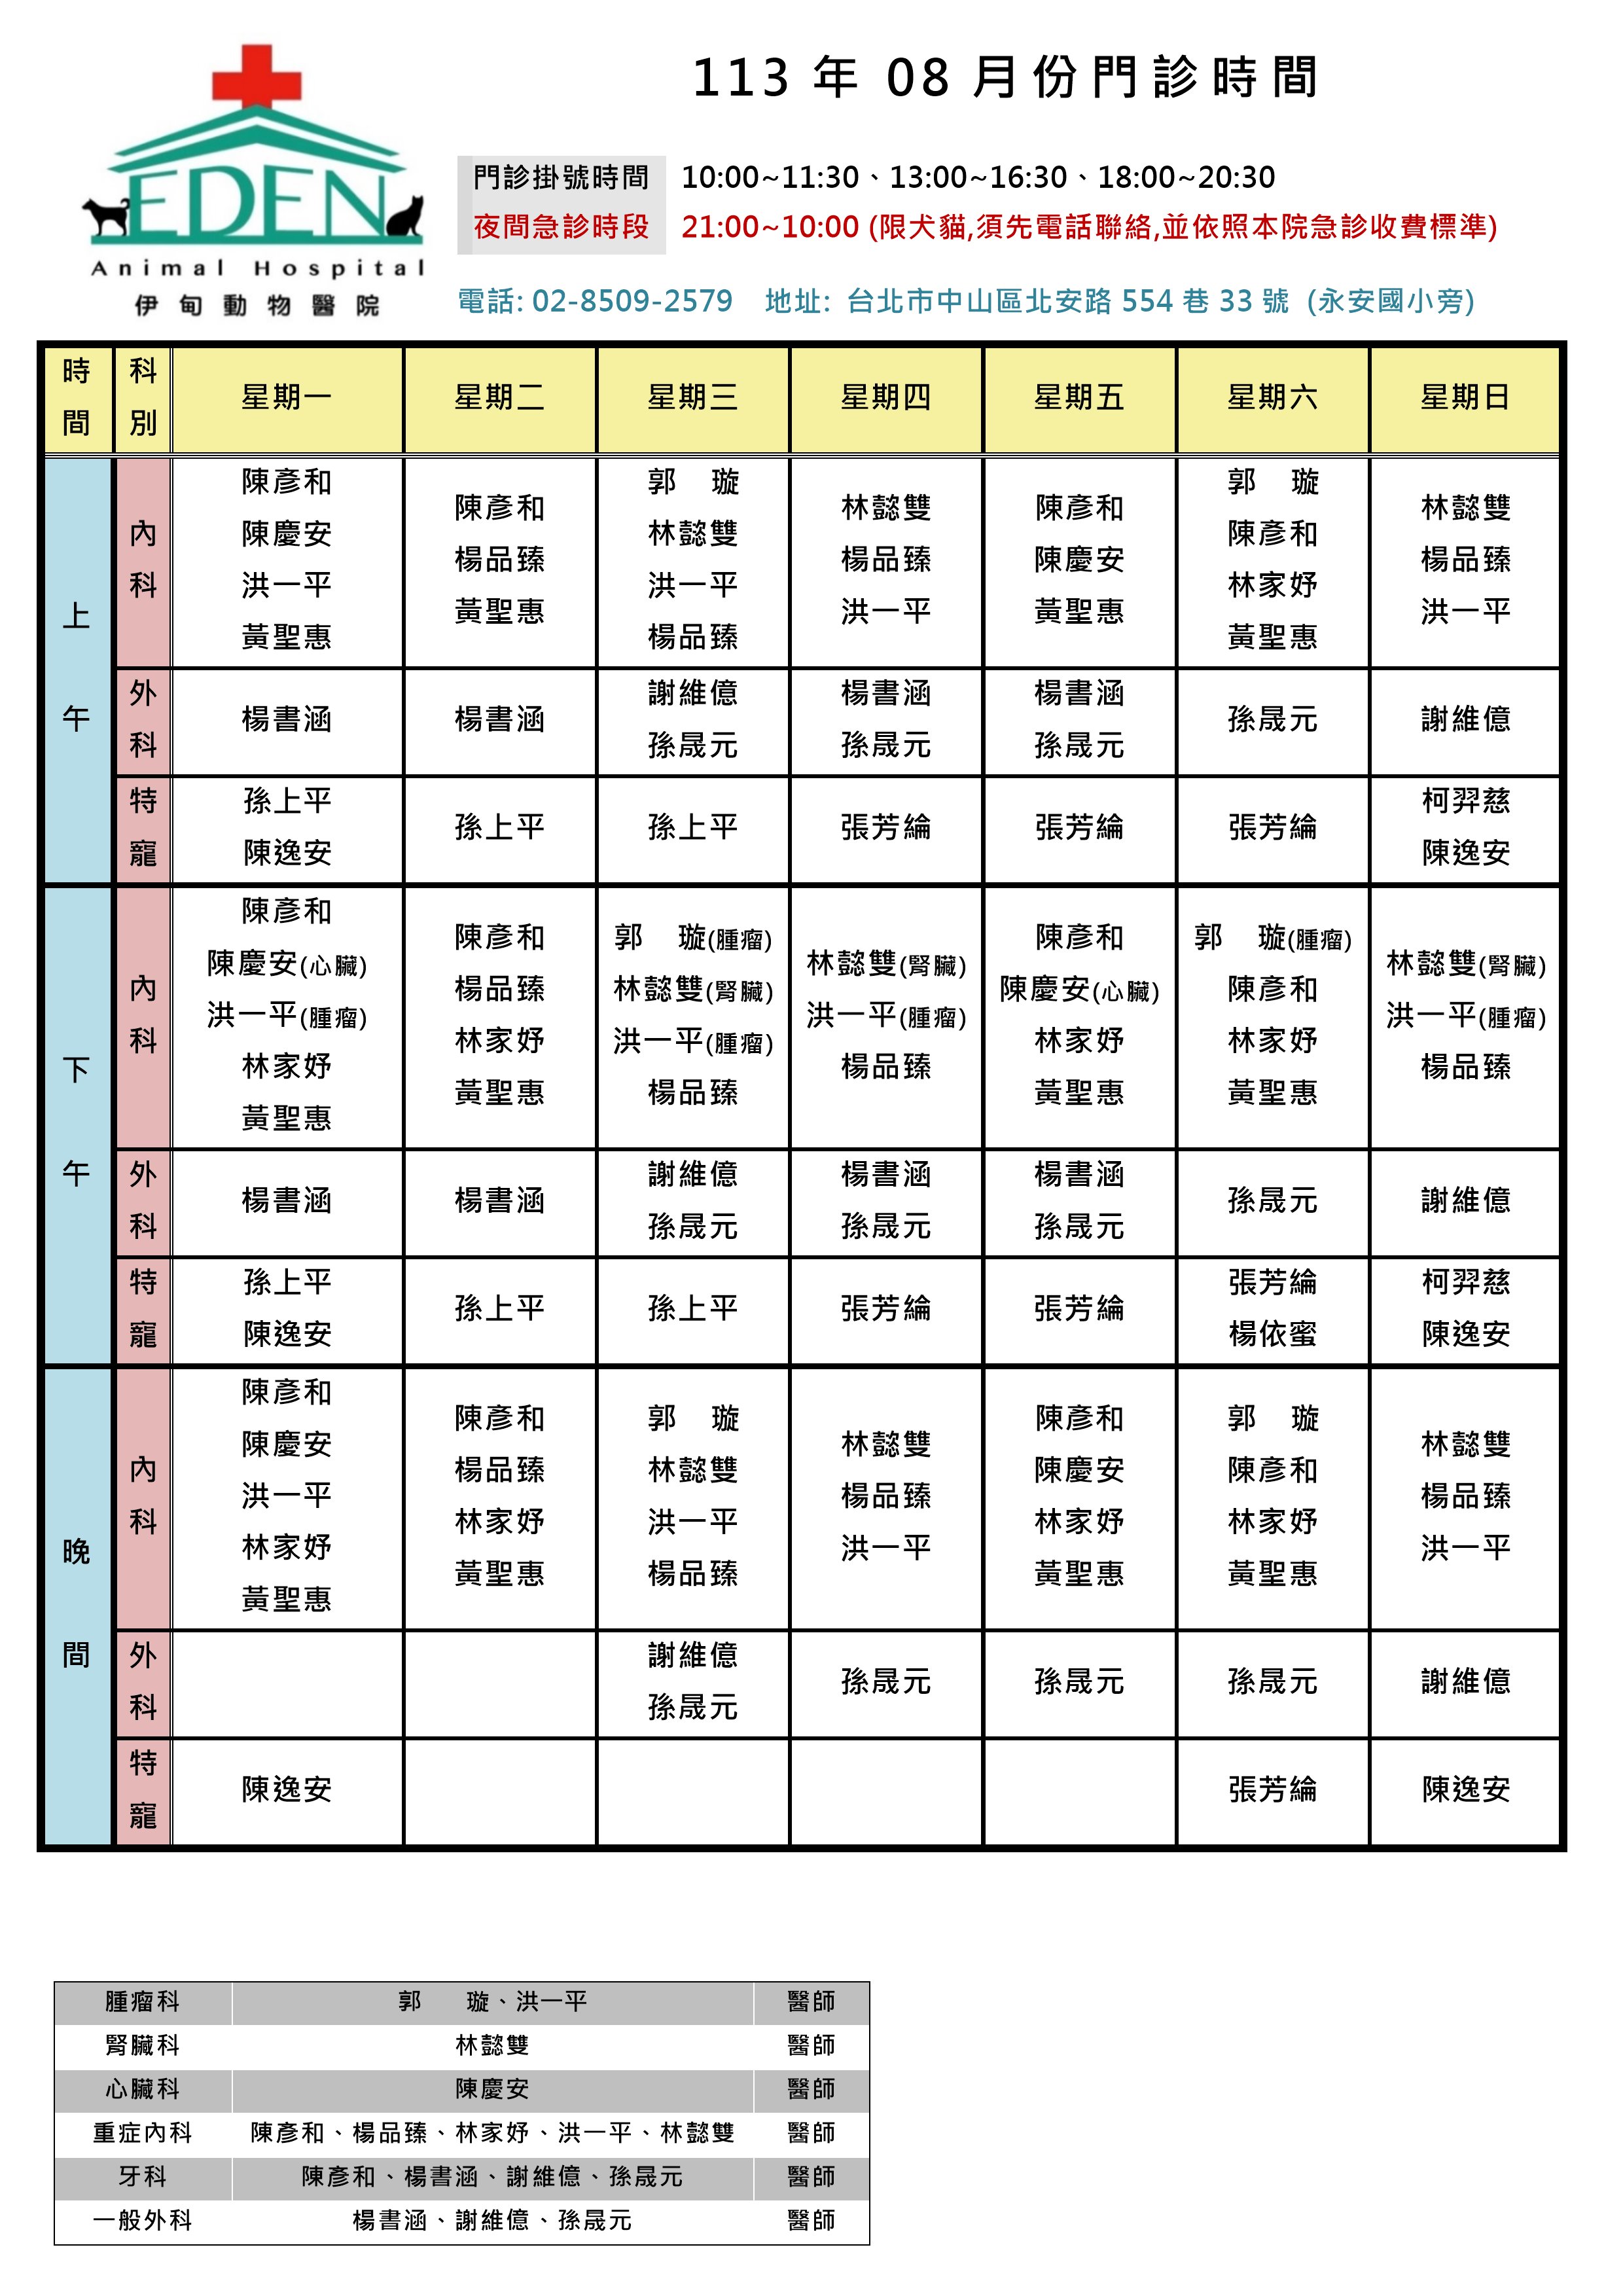 113 年 08 月份門診時間
門診掛號時間 10:00~11:30、13:00~16:30、18:00~20:30
夜間急診時段 21:00~10:00 (限犬貓,須先電話聯絡,並依照本院急診收費標準)
EDEN
Animal Hospital
伊甸動物醫院
電話: 02-8509-2579 地址: 台北市中山區北安路 554 巷 33 號 (永安國小旁)
時間 科別 星期一 星期二 星期三 星期四 星期五 星期六 星期日
上午
內科
陳彥和
陳慶安
洪一平
黃聖惠
陳彥和
楊品臻
黃聖惠
郭 璇
林懿雙
洪一平
楊品臻
林懿雙
楊品臻
洪一平
陳彥和
陳慶安
黃聖惠
郭 璇
陳彥和
林家妤
黃聖惠
林懿雙
楊品臻
洪一平
外科
楊書涵
楊書涵
謝維億
孫晟元
楊書涵
孫晟元
楊書涵
孫晟元
孫晟元
謝維億
特寵
孫上平
陳逸安
孫上平
孫上平
張芳綸
張芳綸
張芳綸
柯羿慈
陳逸安
下午
內科
陳彥和
陳慶安(心臟)
洪一平(腫瘤)
林家妤
黃聖惠
陳彥和
楊品臻
林家妤
黃聖惠
郭 璇(腫瘤)
林懿雙(腎臟)
洪一平(腫瘤)
楊品臻
林懿雙(腎臟)
洪一平(腫瘤)
楊品臻
陳彥和
陳慶安(心臟)
林家妤
黃聖惠
郭 璇(腫瘤)
陳彥和
林家妤
黃聖惠
林懿雙(腎臟)
洪一平(腫瘤)
楊品臻
外科
楊書涵
楊書涵
謝維億
孫晟元
楊書涵
孫晟元
楊書涵
孫晟元
孫晟元
謝維億
特寵
孫上平
陳逸安
孫上平
孫上平
張芳綸
張芳綸
張芳綸
楊依蜜
柯羿慈
陳逸安
晚間
內科
陳彥和
陳慶安
洪一平
林家妤
黃聖惠
陳彥和
楊品臻
林家妤
黃聖惠
郭 璇
林懿雙
洪一平
楊品臻
林懿雙
楊品臻
洪一平
陳彥和
陳慶安
林家妤
黃聖惠
郭 璇
陳彥和
林家妤
黃聖惠
林懿雙
楊品臻
洪一平
外科
謝維億
孫晟元
孫晟元
孫晟元
孫晟元
謝維億
特寵
陳逸安
張芳綸
陳逸安
腫瘤科 郭 璇、洪一平 醫師
腎臟科 林懿雙 醫師
心臟科 陳慶安 醫師
重症內科 陳彥和、楊品臻、林家妤、洪一平、林懿雙 醫師
牙科 陳彥和、楊書涵、謝維億、孫晟元 醫師
一般外科 楊書涵、謝維億、孫晟元 醫師